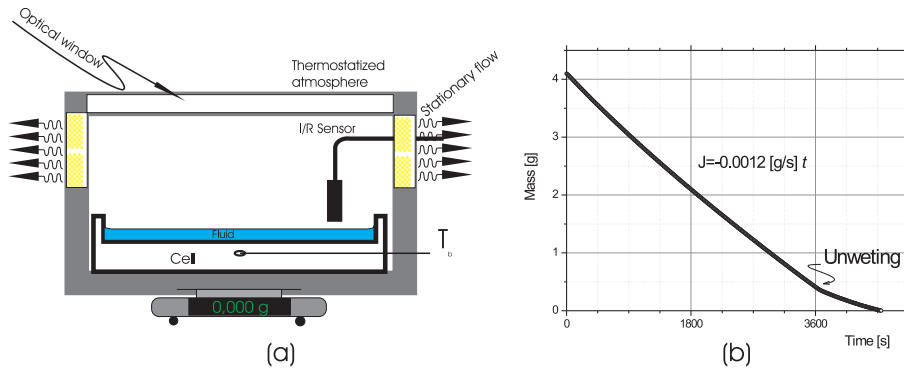 Optical window
Thermostatized
atmosphere
Stationary flow
I/R Sensor
Fluid
Cell
T
b
0,000 g
(a)
Mass [g]
4
3
2
1
0
J=-0.0012 [g/s] t
Unweting
0
1800
3600
Time [s]
(b)